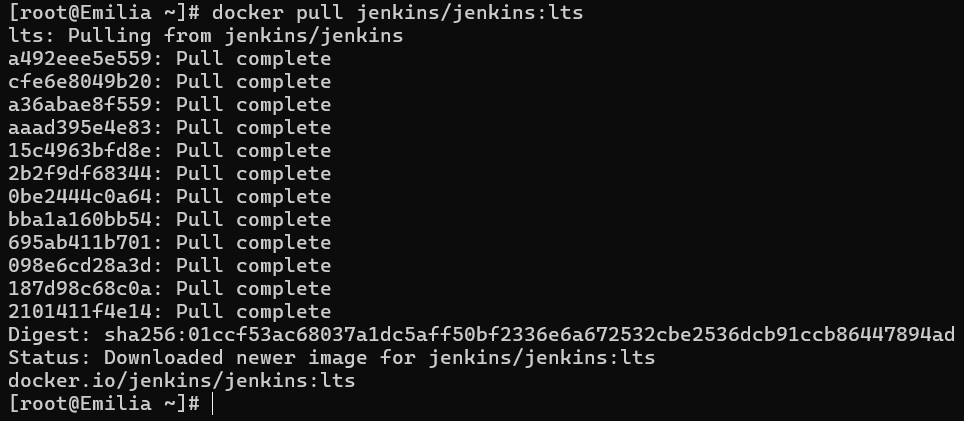 [root@Emilia ~]# docker pull jenkins/jenkins:lts
lts: Pulling from jenkins/jenkins
a492eee5e559: Pull complete
cfe6e8049b20: Pull complete
a36abae8f559: Pull complete
aaad395e4e83: Pull complete
15c4963bfd8e: Pull complete
2b2f9df68344: Pull complete
0be2444c0a64: Pull complete
bba1a160bb54: Pull complete
695ab411b701: Pull complete
098e6cd28a3d: Pull complete
187d98c68c0a: Pull complete
2101411f4e14: Pull complete
Digest: sha256:01ccf53ac68037a1dc5aff50bf2336e6a672532cbe2536dcb91ccb86447894ad
Status: Downloaded newer image for jenkins/jenkins:lts
docker.io/jenkins/jenkins:lts
[root@Emilia ~]#